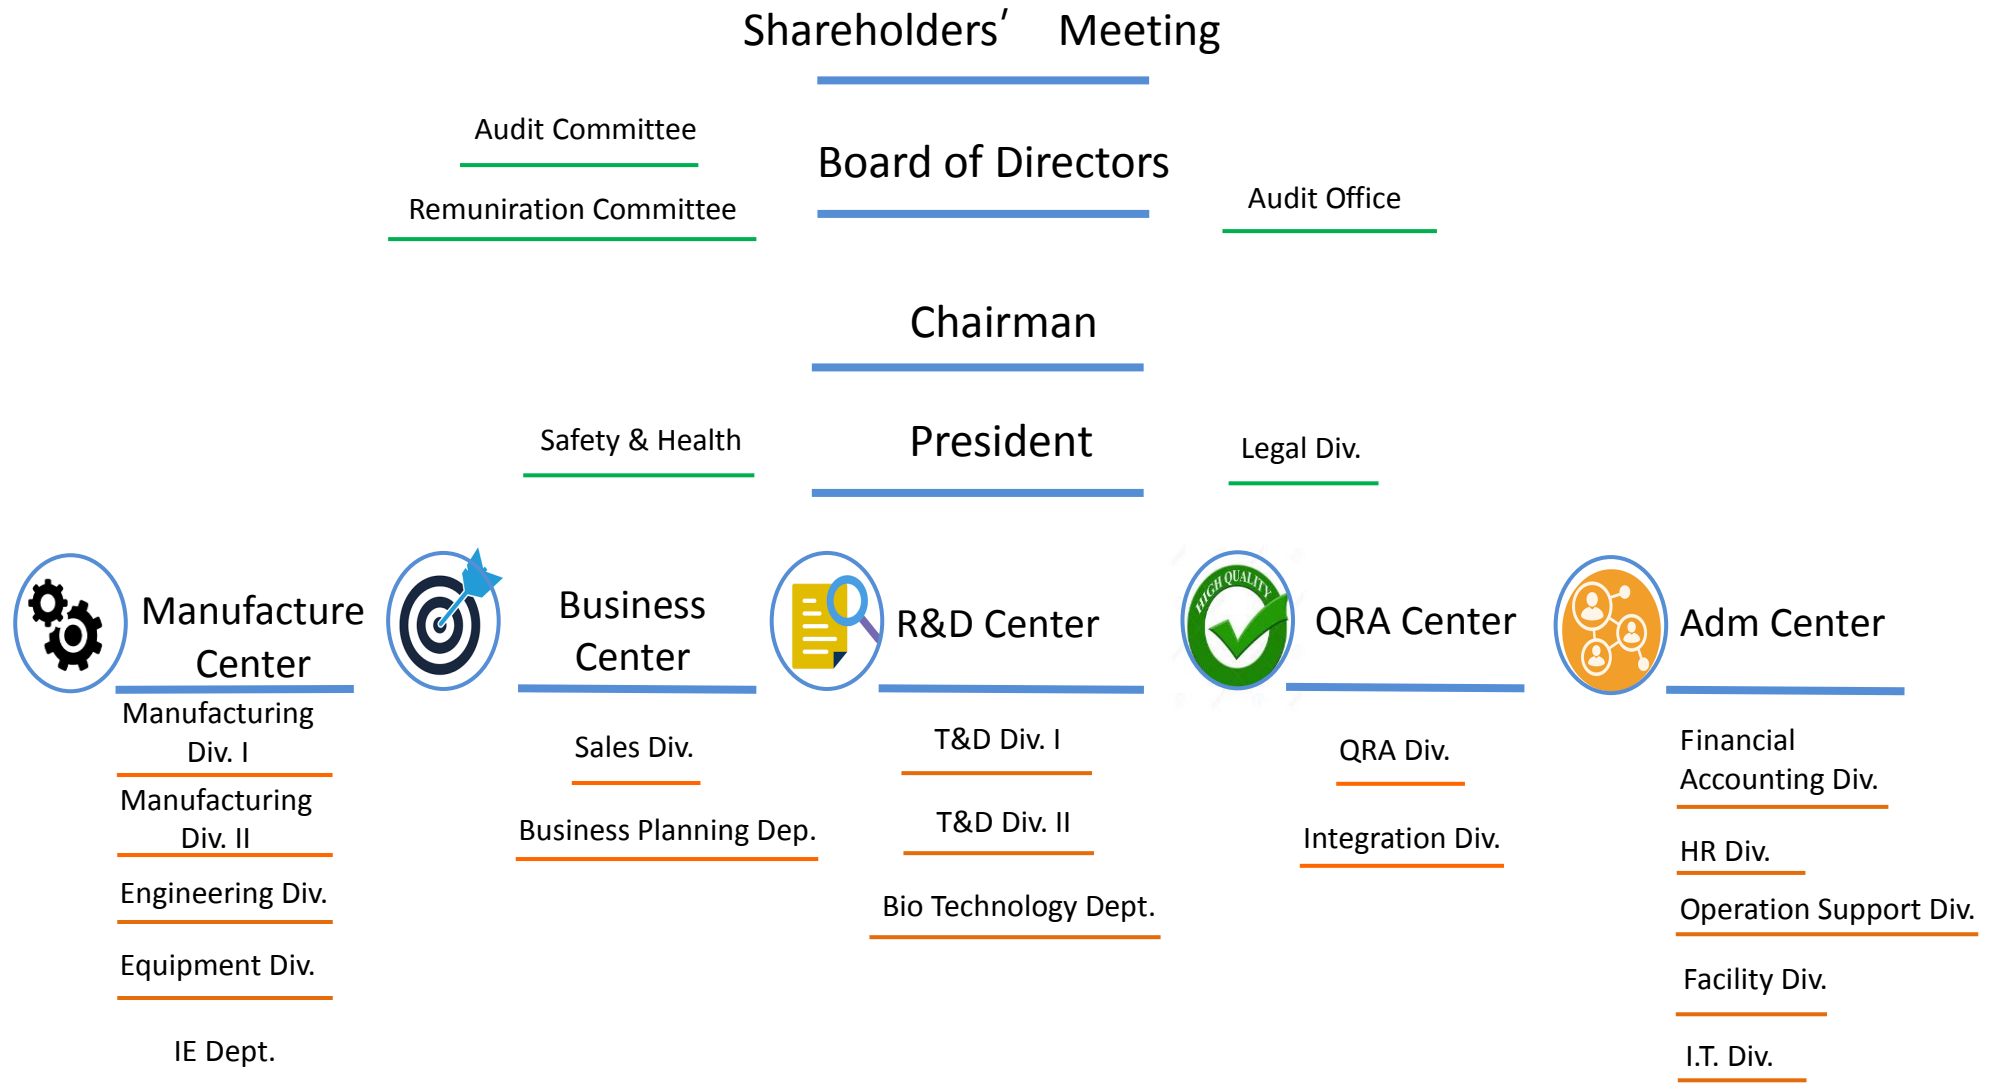 Shareholders’ Meeting
Audit Committee
Board of Directors
Remuniration Committee
Audit Office
Chairman
Safety & Health
President
Legal Div.
Manufacture
Center
Manufacturing
Div. I
Manufacturing
Div. II
Engineering Div.
Equipment Div.
IE Dept.
Business
Center
Sales Div.
Business Planning Dep.
R&D Center
T&D Div. I
T&D Div. II
Bio Technology Dept.
HIGH QUALITY
QRA Center
QRA Div.
Integration Div.
Adm Center
Financial
Accounting Div.
HR Div.
Operation Support Div.
Facility Div.
I.T. Div.